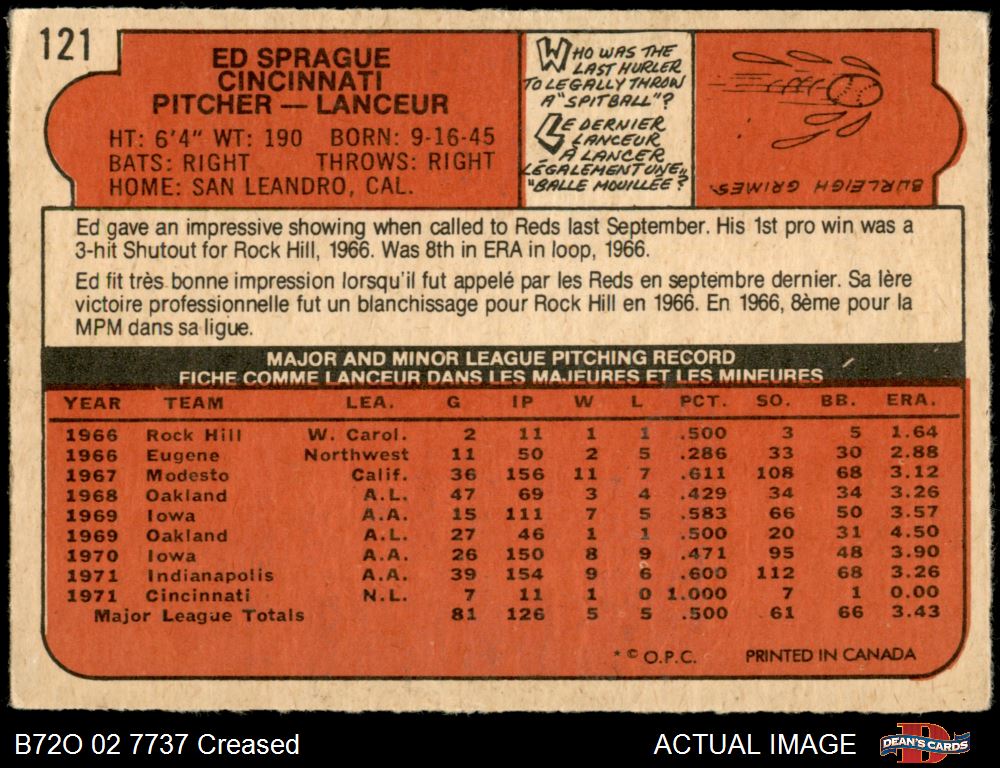 121
ED SPRAGUE
CINCINNATI
PITCHER — LANCEUR
HT: 6'4" WT: 190 BORN: 9-16-45
BATS: RIGHT THROWS: RIGHT
HOME: SAN LEANDRO, CAL.
WHO WAS THE
LAST HURLER
TO LEGALLY THROW
A "SPITBALL"?
LE DERNIER
LANCEUR
À LANCER
LÉGALEMENT UNE
"BALLE MOUILLÉE"?
BURLEIGH GRIMES
Ed gave an impressive showing when called to Reds last September. His 1st pro win was a
3-hit Shutout for Rock Hill, 1966. Was 8th in ERA in loop, 1966.
Ed fit très bonne impression lorsqu'il fut appelé par les Reds en septembre dernier. Sa lère
victoire professionnelle fut un blanchissage pour Rock Hill en 1966. En 1966, 8ème pour la
MPM dans sa ligue.
MAJOR AND MINOR LEAGUE PITCHING RECORD
FICHE COMME LANCEUR DANS LES MAJEURES ET LES MINEURES
YEAR TEAM LEA. G IP W L PCT. SO. BB. ERA.
1966 Rock Hill W. Carol. 2 11 1 1 .500 3 5 1.64
1966 Eugene Northwest 11 50 2 5 .286 33 30 2.88
1967 Modesto Calif. 36 156 11 7 .611 108 68 3.12
1968 Oakland A.L. 47 69 3 4 .429 34 34 3.26
1969 Iowa A.A. 15 111 7 5 .583 66 50 3.57
1969 Oakland A.L. 27 46 1 1 .500 20 31 4.50
1970 Iowa A.A. 26 150 8 9 .471 95 48 3.90
1971 Indianapolis A.A. 39 154 9 6 .600 112 68 3.26
1971 Cincinnati N.L. 7 11 1 0 1.000 7 1 0.00
Major League Totals 81 126 5 5 .500 61 66 3.43
* © O.P.C. PRINTED IN CANADA
B72O 02 7737 Creased ACTUAL IMAGE DEAN'S CARDS